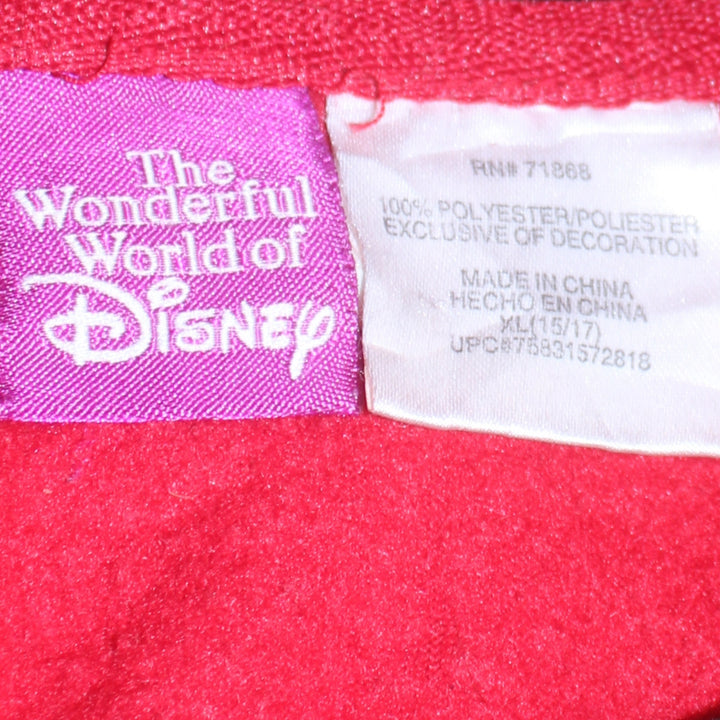 The
Wonderful
World of
Disney
RN# 71868
100% POLYESTER/POLIESTER
EXCLUSIVE OF DECORATION
MADE IN CHINA
HECHO EN CHINA
XL(15/17)
UPC#75831572818